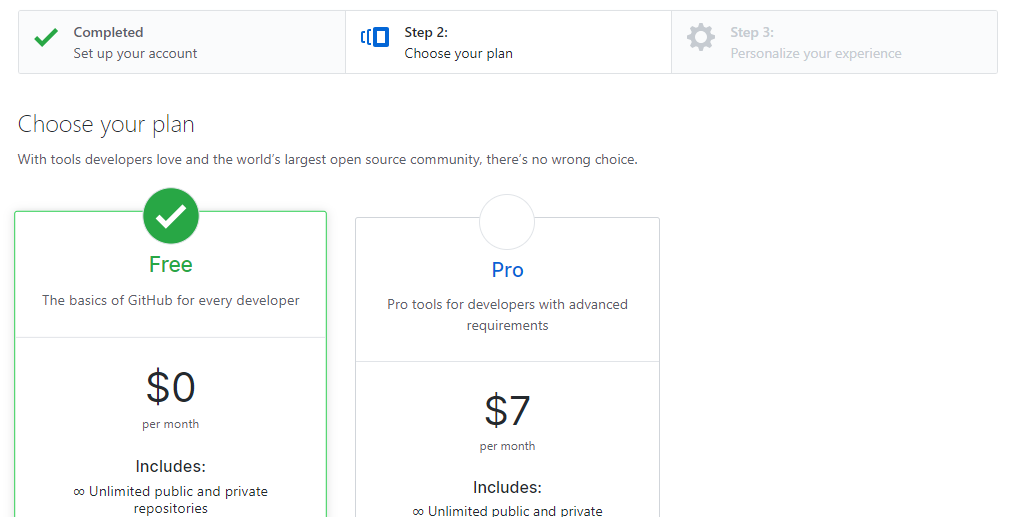 Completed
Set up your account
Step 2:
Choose your plan
Step 3:
Personalize your experience
Choose your plan
With tools developers love and the world’s largest open source community, there’s no wrong choice.
Free
The basics of GitHub for every developer
$0
per month
Includes:
∞ Unlimited public and private
repositories
Pro
Pro tools for developers with advanced
requirements
$7
per month
Includes:
∞ Unlimited public and private